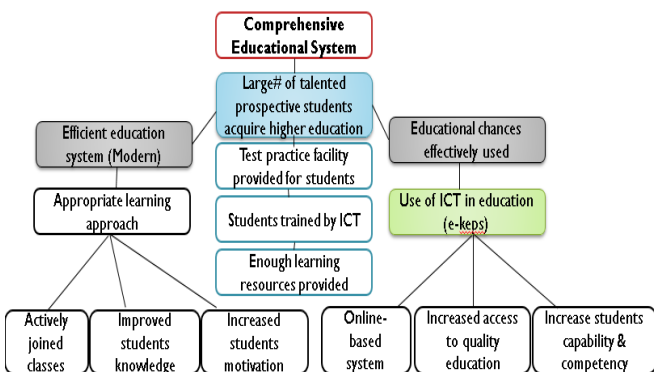 Comprehensive
Educational System
Large# of talented
prospective students
acquire higher education
Efficient education
system (Modern)
Educational chances
effectively used
Test practice facility
provided for students
Appropriate learning
approach
Students trained by ICT
Use of ICT in education
(e-keps)
Enough learning
resources provided
Actively
joined
classes
Improved
students
knowledge
Increased
students
motivation
Online-
based
system
Increased access
to quality
education
Increase students
capability &
competency